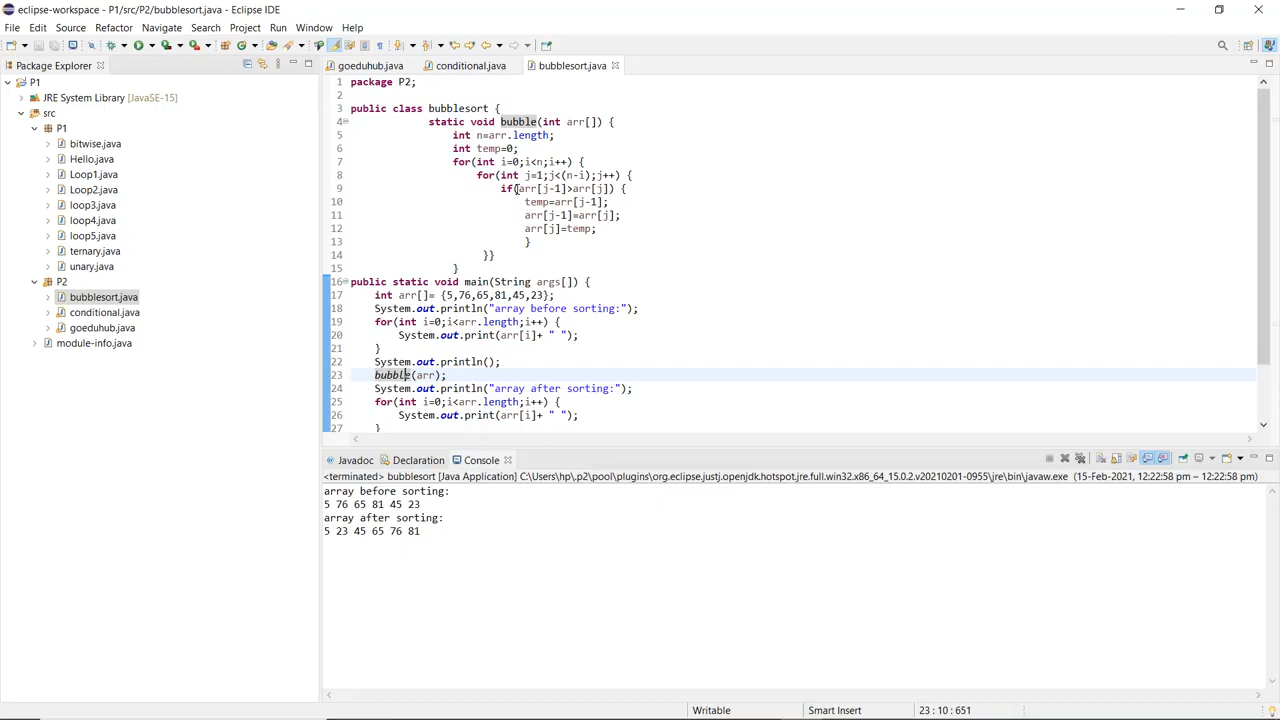 eclipse-workspace - P1/src/P2/bubblesort.java - Eclipse IDE
File Edit Source Refactor Navigate Search Project Run Window Help
Package Explorer
goeduhub.java conditional.java bubblesort.java
P1
JRE System Library [JavaSE-15]
src
P1
bitwise.java
Hello.java
Loop1.java
Loop2.java
loop3.java
loop4.java
loop5.java
ternary.java
unary.java
P2
bubblesort.java
conditional.java
goeduhub.java
module-info.java
1 package P2;
2
3 public class bubblesort {
4 static void bubble(int arr[]) {
5 int n=arr.length;
6 int temp=0;
7 for(int i=0;i<n;i++) {
8 for(int j=1;j<(n-i);j++) {
9 if(arr[j-1]>arr[j]) {
10 temp=arr[j-1];
11 arr[j-1]=arr[j];
12 arr[j]=temp;
13 }
14 }}
15 }
16 public static void main(String args[]) {
17 int arr[]= {5,76,65,81,45,23};
18 System.out.println("array before sorting:");
19 for(int i=0;i<arr.length;i++) {
20 System.out.print(arr[i]+ " ");
21 }
22 System.out.println();
23 bubble(arr);
24 System.out.println("array after sorting:");
25 for(int i=0;i<arr.length;i++) {
26 System.out.print(arr[i]+ " ");
27 }
Javadoc Declaration Console
<terminated> bubblesort [Java Application] C:\Users\hp\.p2\pool\plugins\org.eclipse.justj.openjdk.hotspot.jre.full.win32.x86_64_15.0.2.v20210201-0955\jre\bin\javaw.exe (15-Feb-2021, 12:22:58 pm – 12:22:58 pm)
array before sorting:
5 76 65 81 45 23
array after sorting:
5 23 45 65 76 81
Writable Smart Insert 23 : 10 : 651